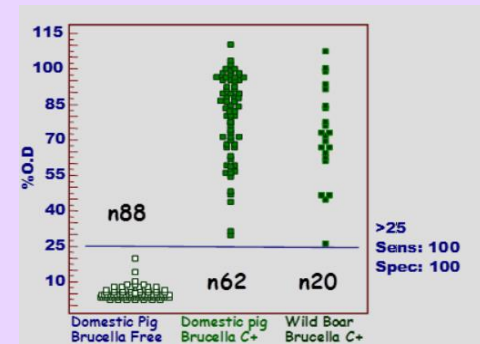 115
100
85
70
55
40
25
10
%O.D
n88
n62
n20
>25
Sens: 100
Spec: 100
Domestic Pig
Brucella Free
Domestic pig
Brucella C+
Wild Boar
Brucella C+